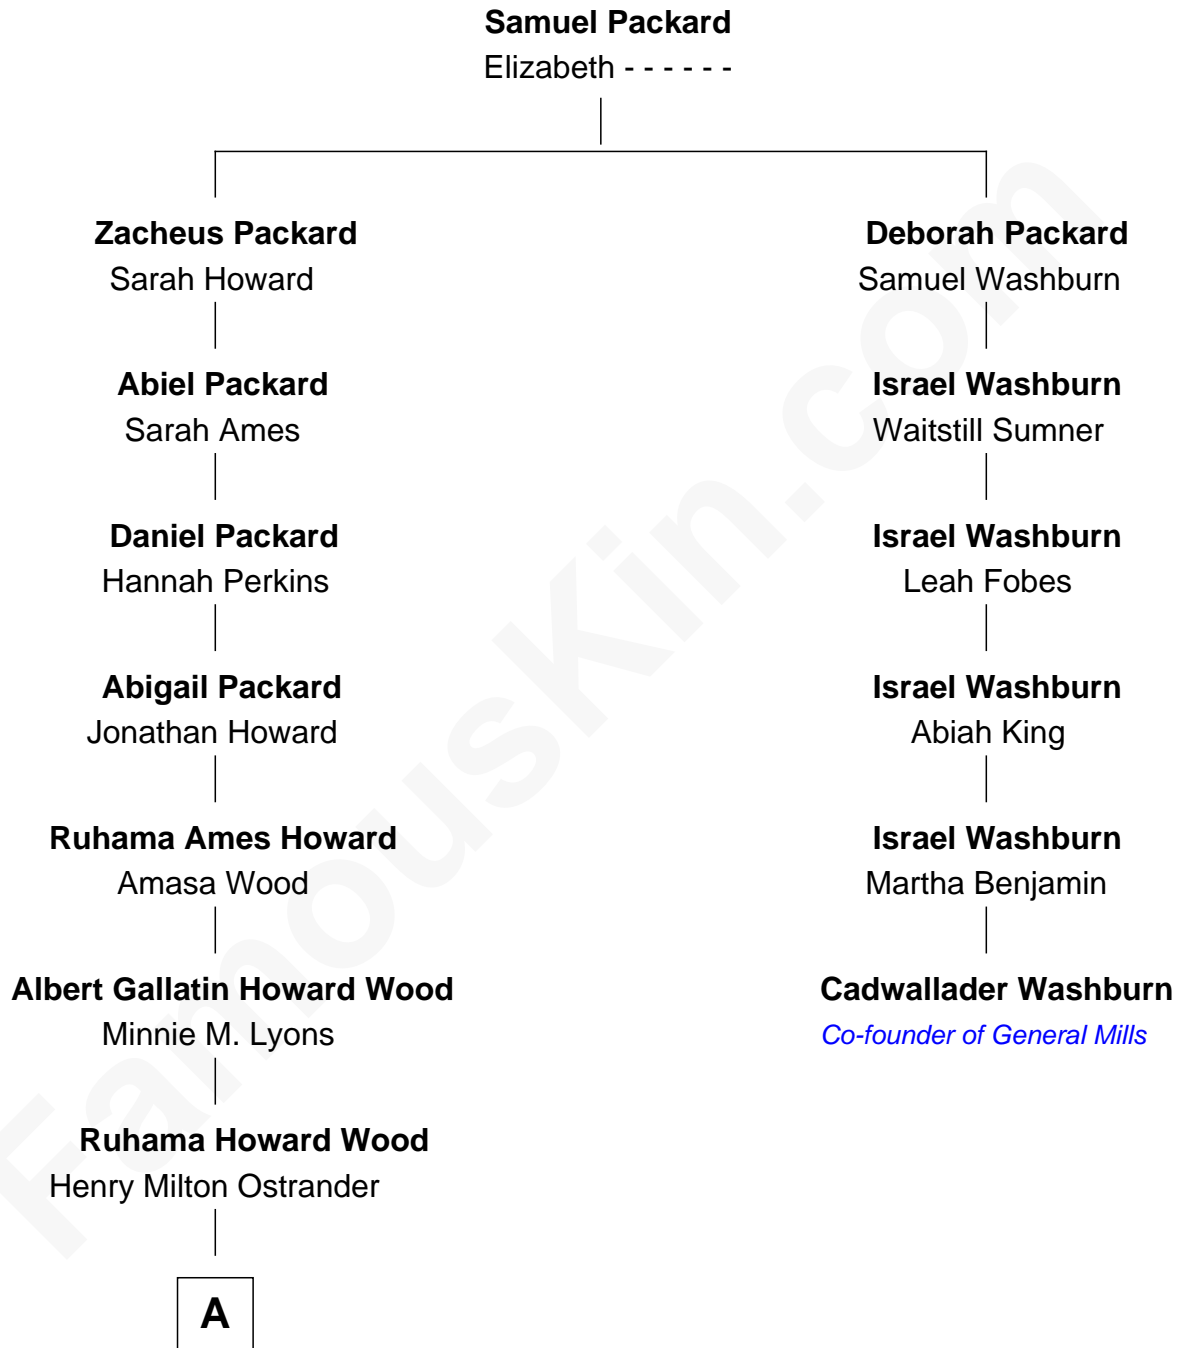 Samuel Packard
Elizabeth - - - - - -
Zacheus Packard
Sarah Howard
Deborah Packard
Samuel Washburn
Abiel Packard
Sarah Ames
Israel Washburn
Waitstill Sumner
Daniel Packard
Hannah Perkins
Israel Washburn
Leah Fobes
Abigail Packard
Jonathan Howard
Israel Washburn
Abiah King
Ruhama Ames Howard
Amasa Wood
Israel Washburn
Martha Benjamin
Albert Gallatin Howard Wood
Minnie M. Lyons
Cadwallader Washburn
Co-founder of General Mills
Ruhama Howard Wood
Henry Milton Ostrander
A
FamousKin.com